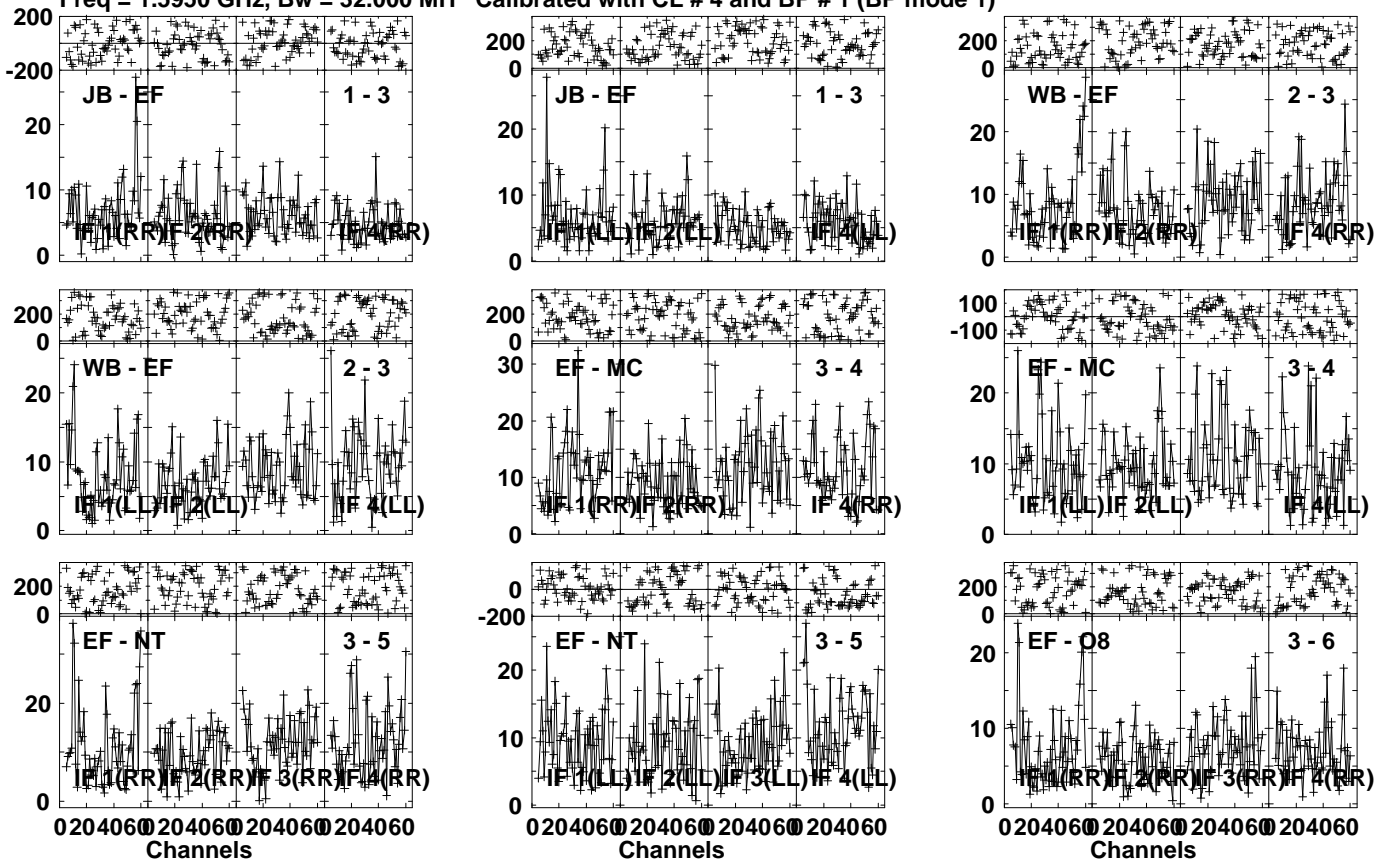 Freq = 1.5950 GHz, Bw = 32.000 MH Calibrated with CL # 4 and BP # 1 (BP mode 1)
200
-200
JB - EF
1 - 3
20
10
0
IF 1(RR)
IF 2(RR)
IF 4(RR)
200
0
JB - EF
1 - 3
20
10
0
IF 1(LL)
IF 2(LL)
IF 4(LL)
200
0
WB - EF
2 - 3
20
10
0
IF 1(RR)
IF 2(RR)
IF 4(RR)
200
0
WB - EF
2 - 3
20
10
0
IF 1(LL)
IF 2(LL)
IF 4(LL)
200
0
EF - MC
3 - 4
30
20
10
0
IF 1(RR)
IF 2(RR)
IF 4(RR)
100
-100
EF - MC
3 - 4
20
10
0
IF 1(LL)
IF 2(LL)
IF 4(LL)
200
0
EF - NT
3 - 5
20
0
IF 1(RR)
IF 2(RR)
IF 3(RR)
IF 4(RR)
0 20 40 60 0 20 40 60 0 20 40 60 0 20 40 60
Channels
0
-200
EF - NT
3 - 5
20
10
0
IF 1(LL)
IF 2(LL)
IF 3(LL)
IF 4(LL)
0 20 40 60 0 20 40 60 0 20 40 60 0 20 40 60
Channels
200
0
EF - O8
3 - 6
20
10
0
IF 1(RR)
IF 2(RR)
IF 3(RR)
IF 4(RR)
0 20 40 60 0 20 40 60 0 20 40 60 0 20 40 60
Channels